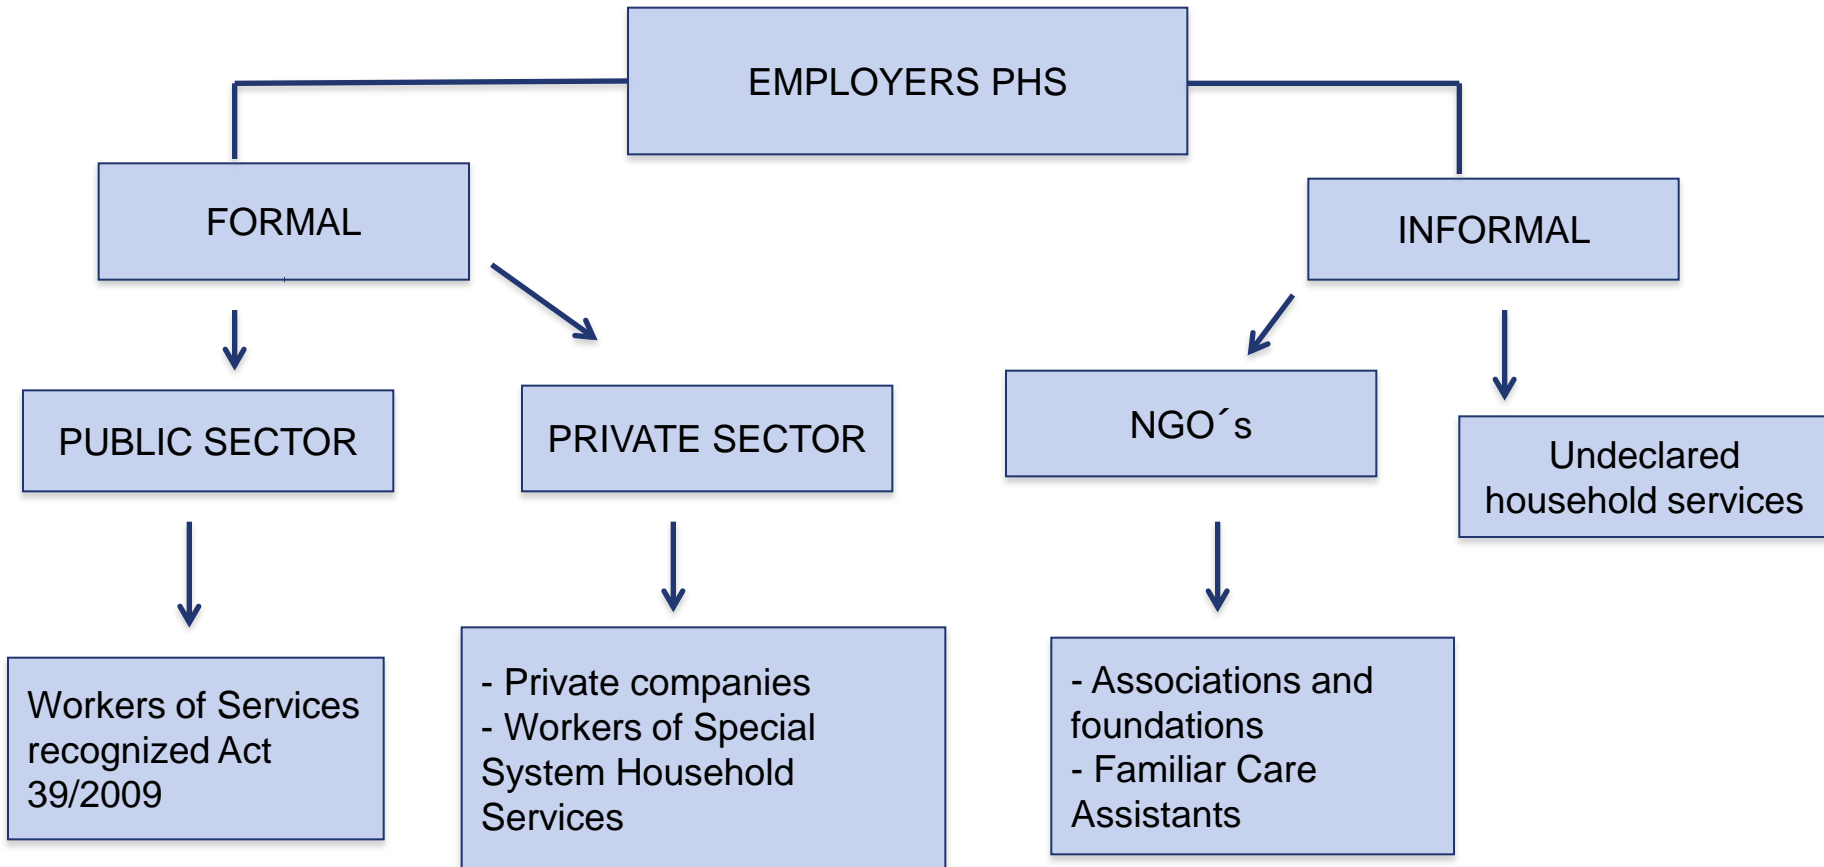 EMPLOYERS PHS
FORMAL
INFORMAL
PUBLIC SECTOR
PRIVATE SECTOR
NGO´s
Undeclared
household services
Workers of Services
recognized Act
39/2009
- Private companies
- Workers of Special
System Household
Services
- Associations and
foundations
- Familiar Care
Assistants